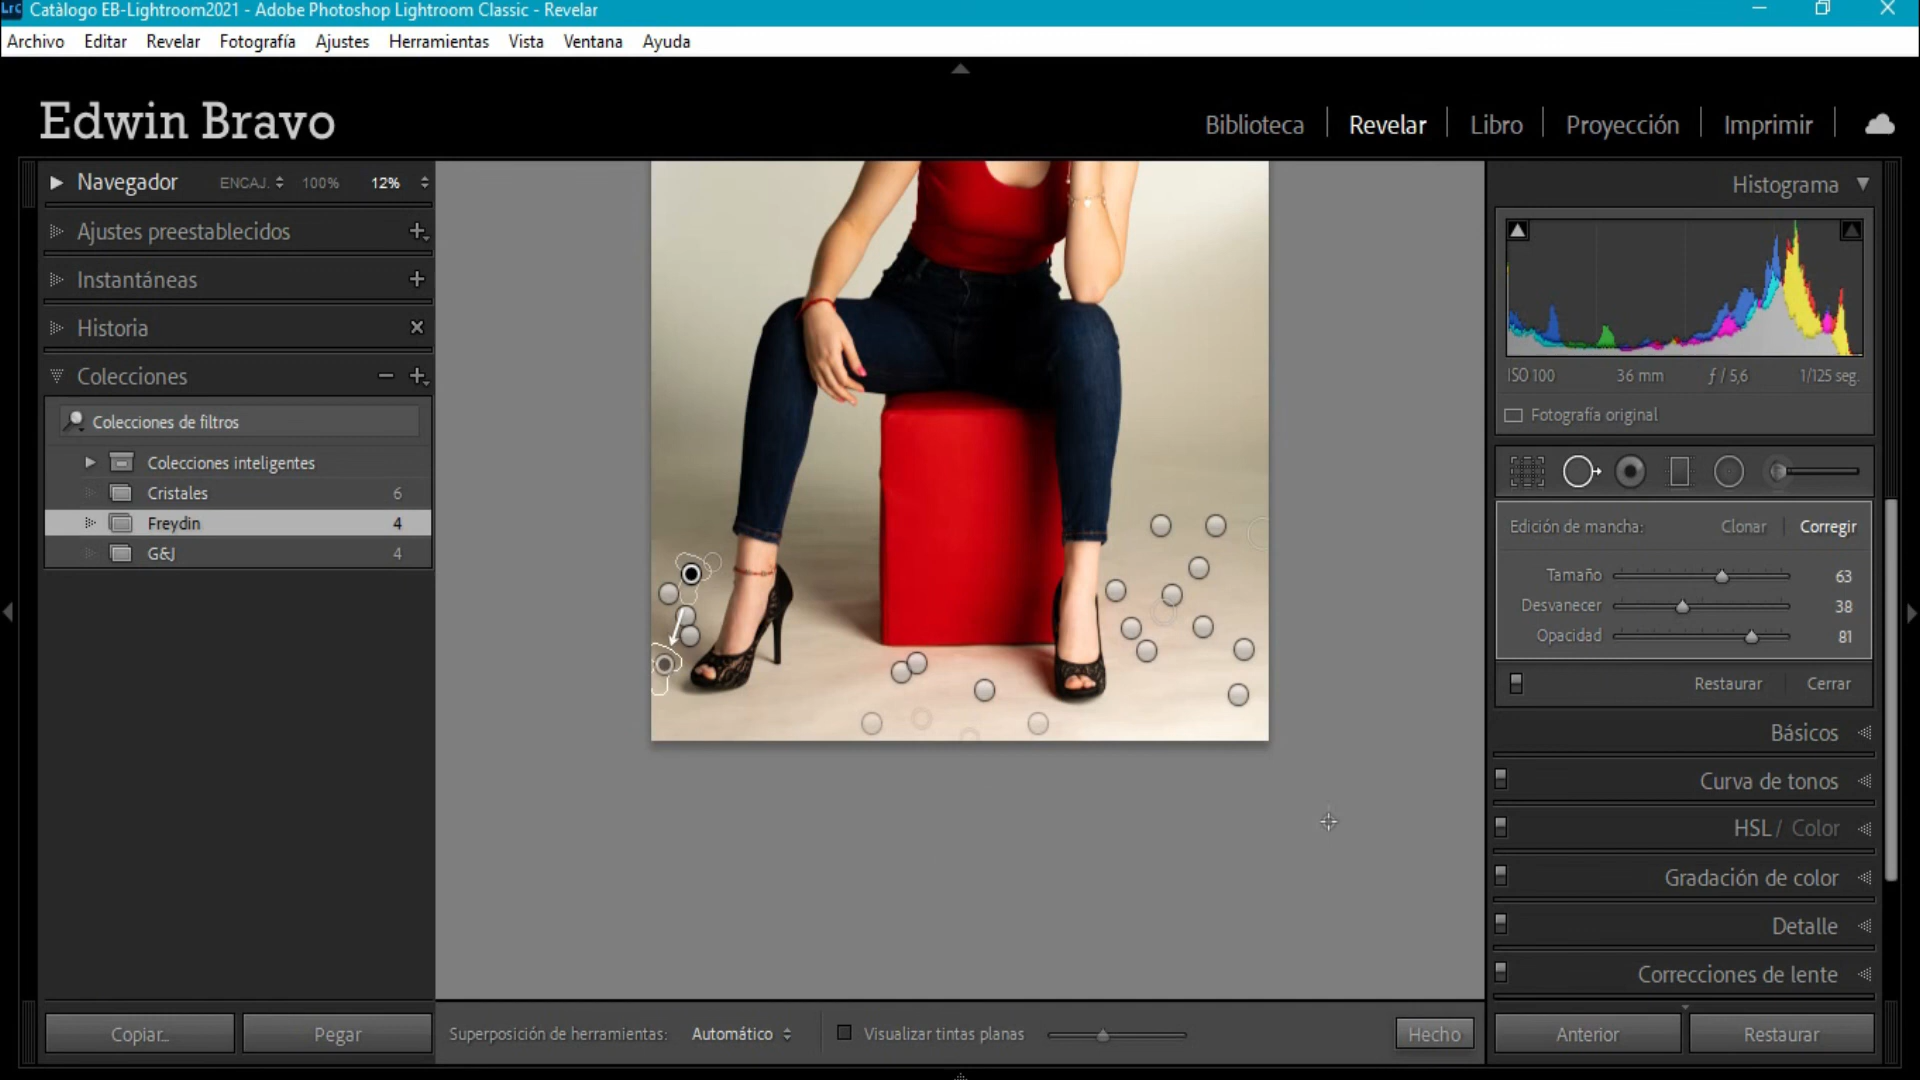 Lrc Catàlogo EB-Lightroom2021 - Adobe Photoshop Lightroom Classic - Revelar
Archivo Editar Revelar Fotografía Ajustes Herramientas Vista Ventana Ayuda
Edwin Bravo
Biblioteca Revelar Libro Proyección Imprimir
Navegador ENCAJ. 100% 12%
Ajustes preestablecidos
Instantáneas
Historia
Colecciones
Colecciones de filtros
Colecciones inteligentes
Cristales 6
Freydin 4
G&J 4
Copiar... Pegar
Superposición de herramientas: Automático Visualizar tintas planas Hecho
Histograma
ISO 100 36 mm ƒ / 5,6 1/125 seg.
Fotografía original
Edición de mancha: Clonar Corregir
Tamaño 63
Desvanecer 38
Opacidad 81
Restaurar Cerrar
Básicos
Curva de tonos
HSL / Color
Gradación de color
Detalle
Correcciones de lente
Anterior Restaurar